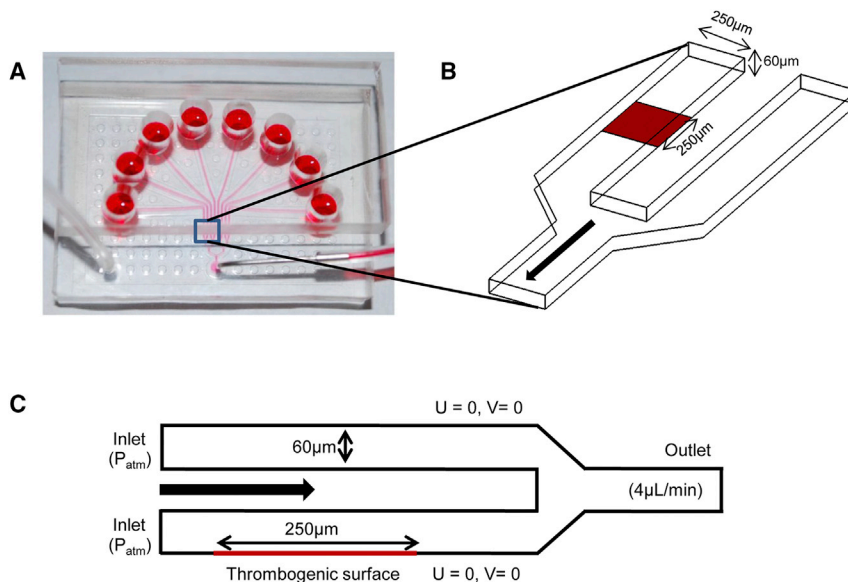 A
B
250µm
60µm
250µm
C
U = 0, V= 0
Inlet
(Patm)
60µm
Outlet
(4µL/min)
250µm
Inlet
(Patm)
Thrombogenic surface
U = 0, V= 0